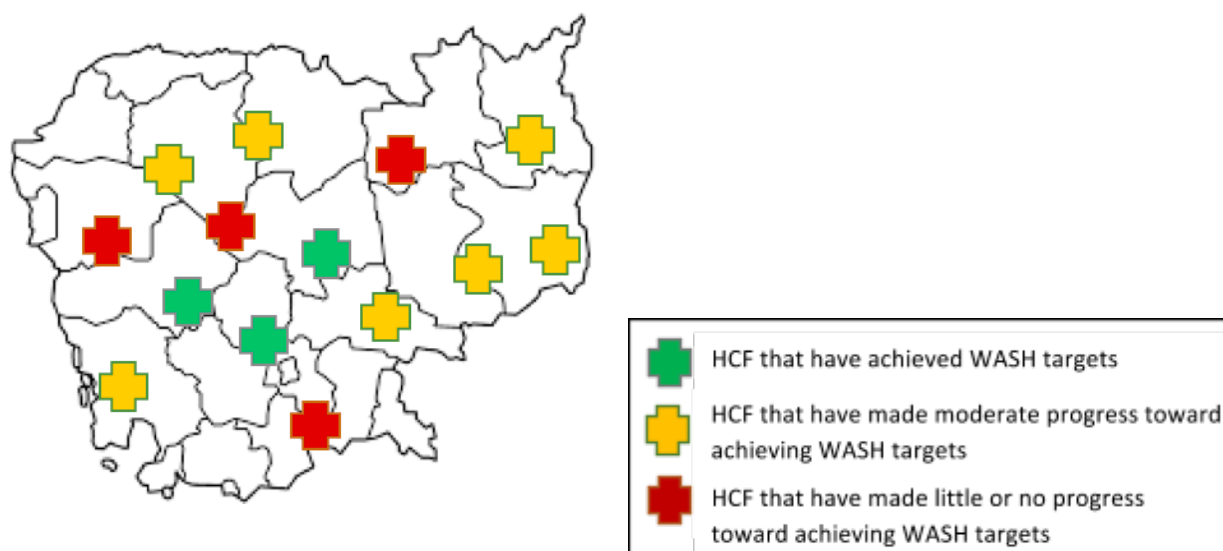 HCF that have achieved WASH targets
HCF that have made moderate progress toward
achieving WASH targets
HCF that have made little or no progress
toward achieving WASH targets